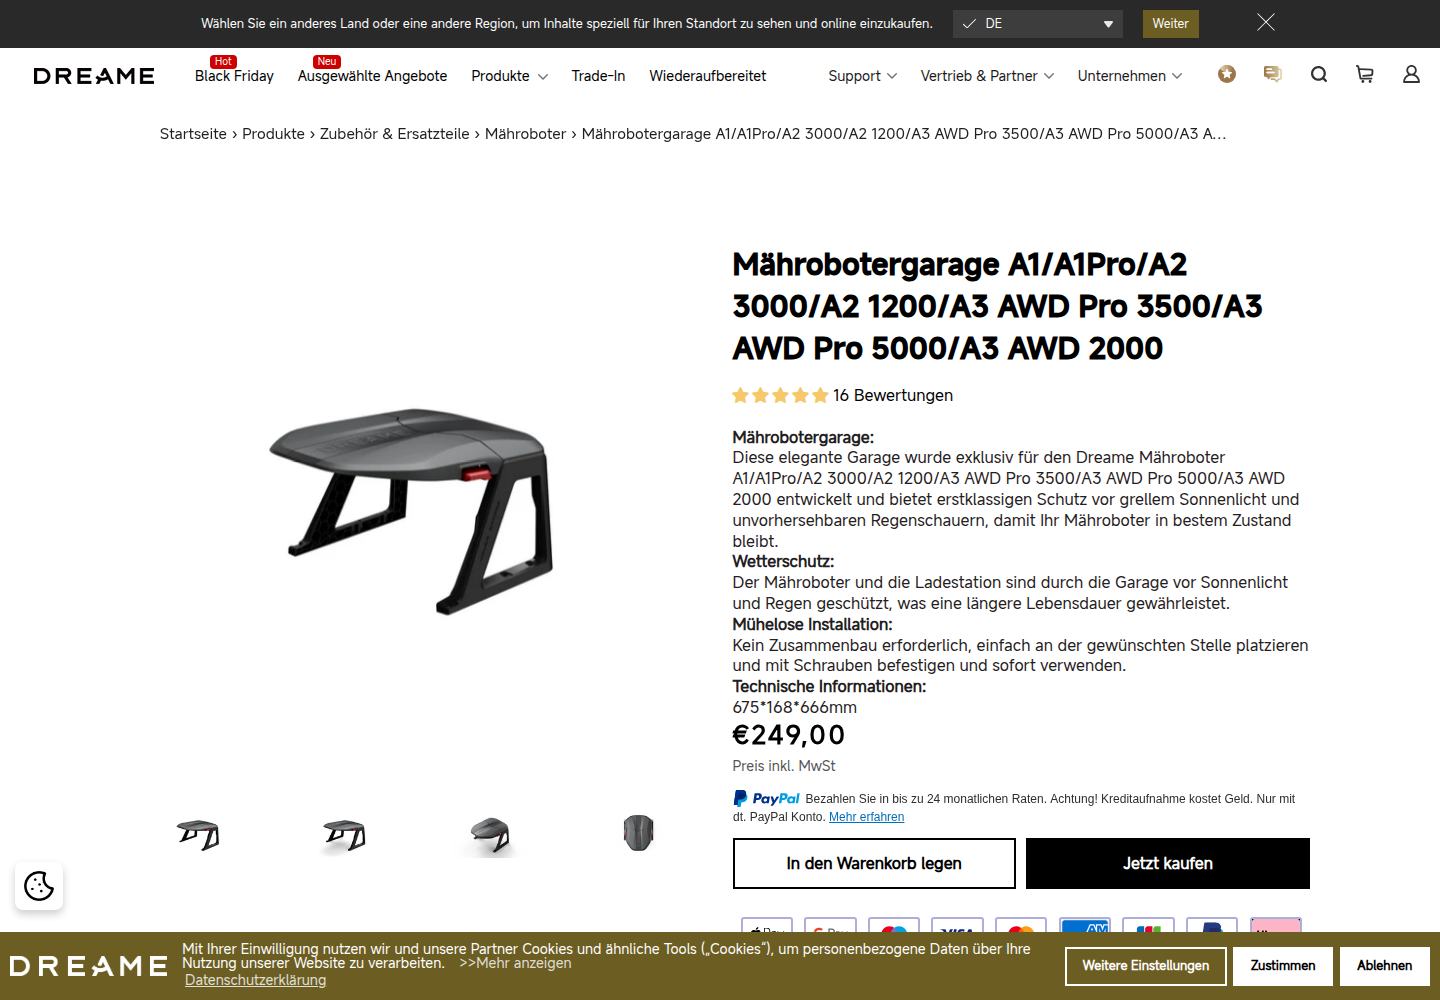 Wählen Sie ein anderes Land oder eine andere Region, um Inhalte speziell für Ihren Standort zu sehen und online einzukaufen.
DE
Weiter
DREAME
Hot
Black Friday
Neu
Ausgewählte Angebote
Produkte
Trade-In
Wiederaufbereitet
Support
Vertrieb & Partner
Unternehmen
Startseite › Produkte › Zubehör & Ersatzteile › Mähroboter › Mährobotergarage A1/A1Pro/A2 3000/A2 1200/A3 AWD Pro 3500/A3 AWD Pro 5000/A3 A...
Mährobotergarage A1/A1Pro/A2
3000/A2 1200/A3 AWD Pro 3500/A3
AWD Pro 5000/A3 AWD 2000
16 Bewertungen
Mährobotergarage:
Diese elegante Garage wurde exklusiv für den Dreame Mähroboter
A1/A1Pro/A2 3000/A2 1200/A3 AWD Pro 3500/A3 AWD Pro 5000/A3 AWD
2000 entwickelt und bietet erstklassigen Schutz vor grellem Sonnenlicht und
unvorhersehbaren Regenschauern, damit Ihr Mähroboter in bestem Zustand
bleibt.
Wetterschutz:
Der Mähroboter und die Ladestation sind durch die Garage vor Sonnenlicht
und Regen geschützt, was eine längere Lebensdauer gewährleistet.
Mühelose Installation:
Kein Zusammenbau erforderlich, einfach an der gewünschten Stelle platzieren
und mit Schrauben befestigen und sofort verwenden.
Technische Informationen:
675*168*666mm
€249,00
Preis inkl. MwSt
PayPal Bezahlen Sie in bis zu 24 monatlichen Raten. Achtung! Kreditaufnahme kostet Geld. Nur mit
dt. PayPal Konto. Mehr erfahren
In den Warenkorb legen
Jetzt kaufen
DREAME
Mit Ihrer Einwilligung nutzen wir und unsere Partner Cookies und ähnliche Tools („Cookies“), um personenbezogene Daten über Ihre
Nutzung unserer Website zu verarbeiten. >>Mehr anzeigen
Datenschutzerklärung
Weitere Einstellungen
Zustimmen
Ablehnen